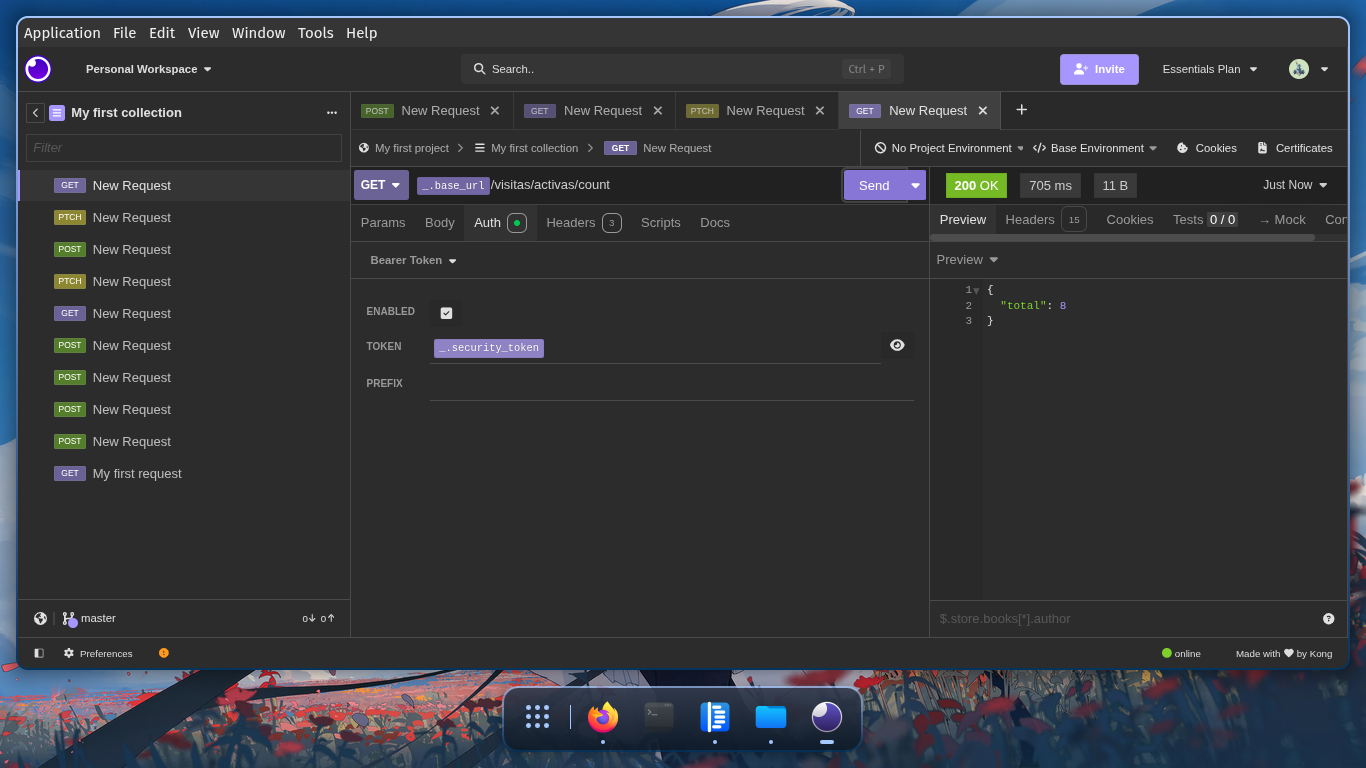 Application File Edit View Window Tools Help
Personal Workspace
Search..
Ctrl + P
Invite
Essentials Plan
My first collection
POST New Request
GET New Request
PTCH New Request
GET New Request
Filter
My first project
My first collection
GET New Request
No Project Environment
Base Environment
Cookies
Certificates
GET New Request
PTCH New Request
POST New Request
PTCH New Request
GET New Request
POST New Request
POST New Request
POST New Request
POST New Request
GET My first request
GET
_.base_url/visitas/activas/count
Send
200 OK
705 ms
11 B
Just Now
Params Body Auth Headers 3 Scripts Docs
Preview Headers 15 Cookies Tests 0 / 0 → Mock Con
Bearer Token
Preview
ENABLED
TOKEN
_.security_token
PREFIX
1 {
2 "total": 8
3 }
$.store.books[*].author
master
0↓ 0↑
Preferences
online
Made with ♥ by Kong